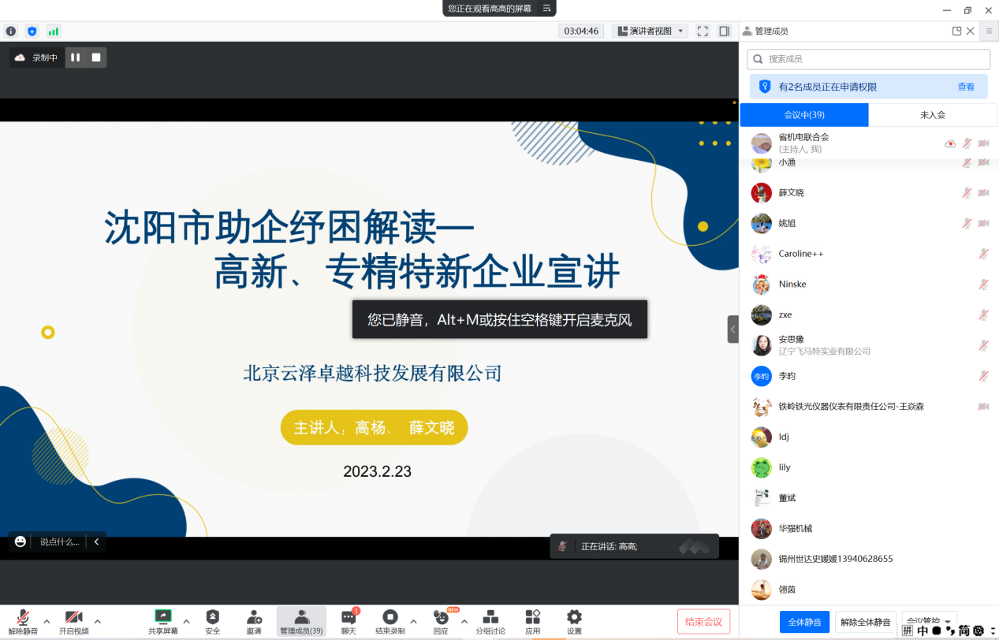 您正在观看高高的屏幕
03:04:46
演讲者视图
管理成员
录制中
搜索成员
有2名成员正在申请权限
查看
会议中(39)
未入会
省机电联合会
(主持人, 我)
小渔
薛文晓
姚旭
Caroline++
Ninske
zxe
安思豫
辽宁飞马特实业有限公司
李昀
李昀
铁岭铁光仪器仪表有限责任公司-王焱森
ldj
lily
董斌
华强机械
锦州世达史媛媛13940628655
翎茵
沈阳市助企纾困解读—
高新、专精特新企业宣讲
您已静音，Alt+M或按住空格键开启麦克风
北京云泽卓越科技发展有限公司
主讲人：高杨、 薛文晓
2023.2.23
说点什么...
正在讲话: 高高;
解除静音
开启视频
共享屏幕
安全
邀请
管理成员(39)
1
聊天
结束录制
NEW
回应
分组讨论
应用
设置
结束会议
全体静音
解除全体静音
会议管控
拼 中 简